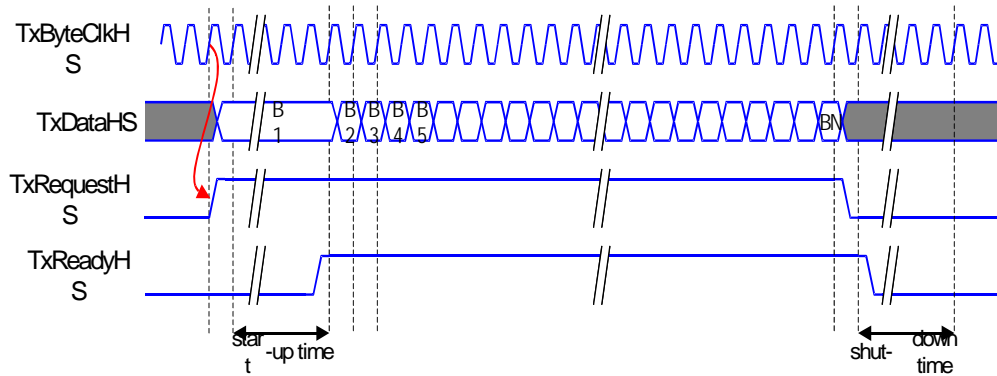 TxByteClkH
S
TxDataHS
B
1
B
2
B
3
B
4
B
5
BN
TxRequestH
S
TxReadyH
S
star
t
-up time
shut-
down
time